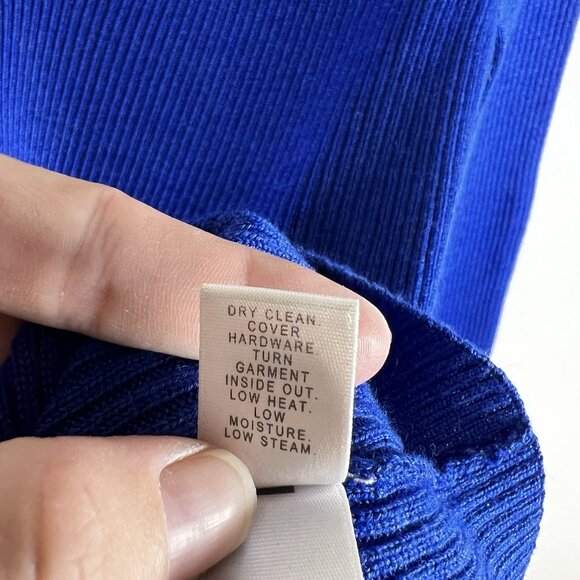 DRY CLEAN.
COVER
HARDWARE.
TURN
GARMENT
INSIDE OUT.
LOW HEAT.
LOW
MOISTURE.
LOW STEAM.